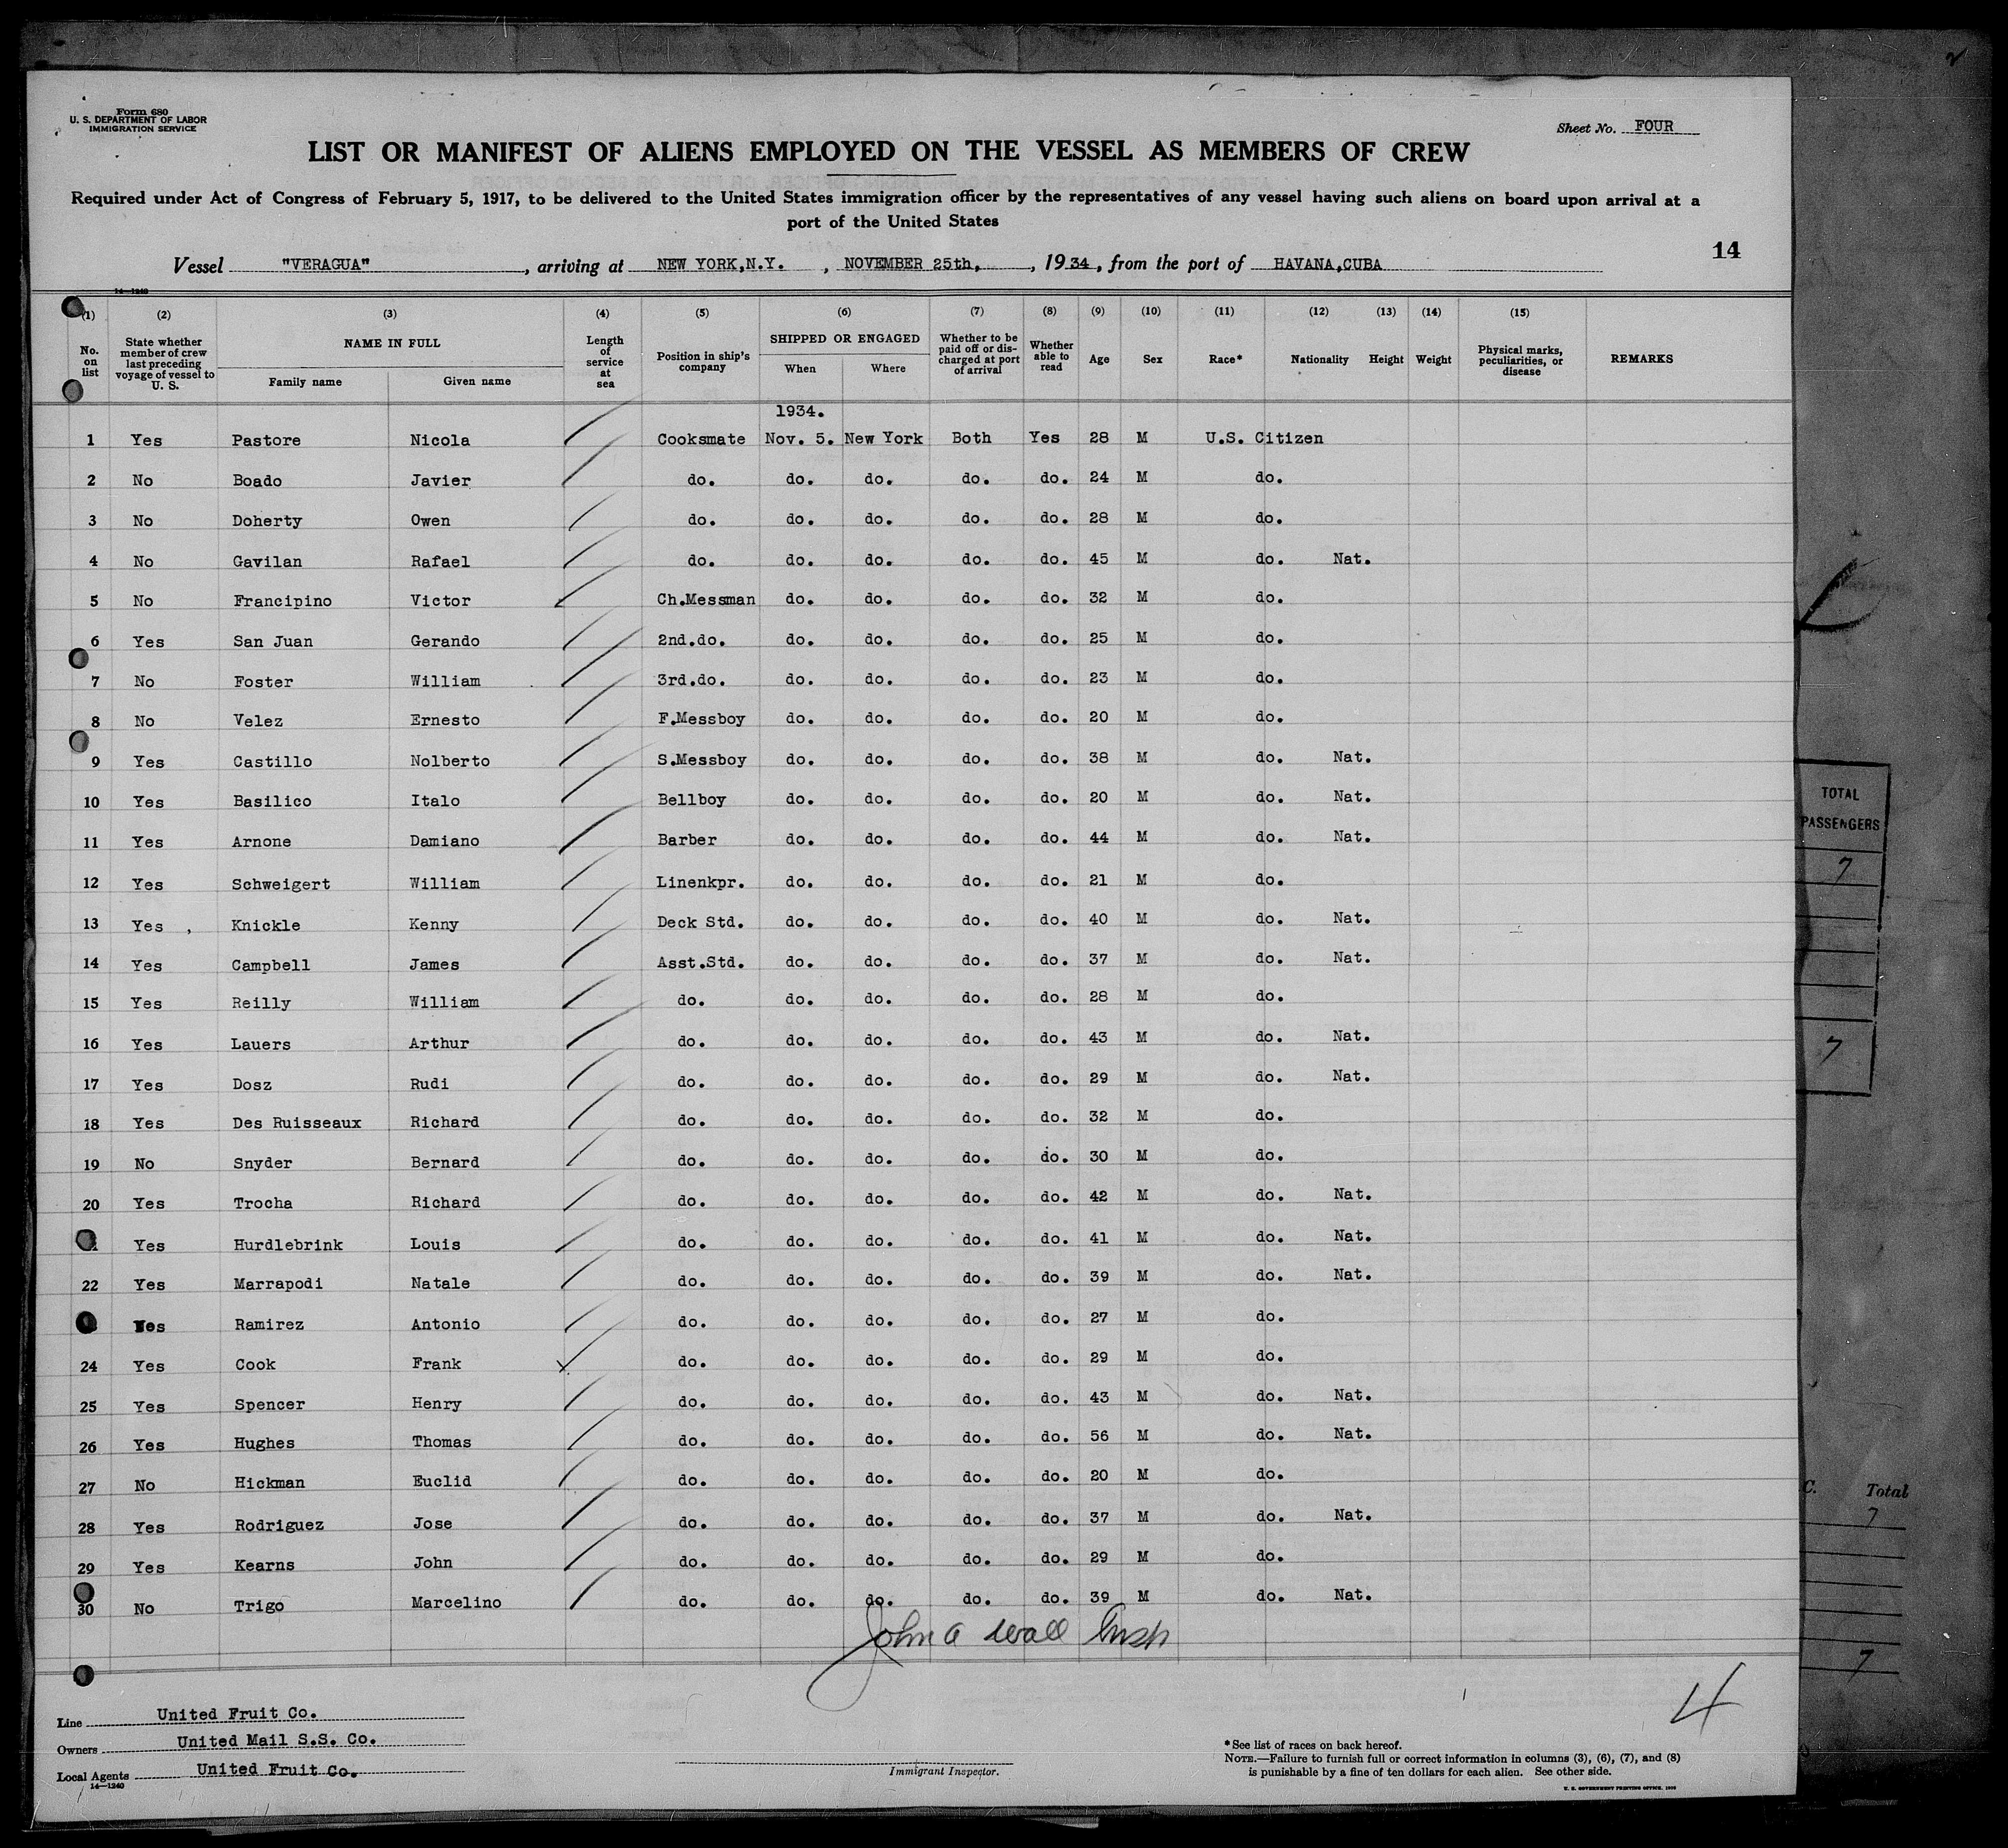 Form 680
U. S. DEPARTMENT OF LABOR
IMMIGRATION SERVICE
Sheet No. FOUR
LIST OR MANIFEST OF ALIENS EMPLOYED ON THE VESSEL AS MEMBERS OF CREW
Required under Act of Congress of February 5, 1917, to be delivered to the United States immigration officer by the representatives of any vessel having such aliens on board upon arrival at a
port of the United States
14
Vessel "VERAGUA", arriving at NEW YORK,N.Y. , NOVEMBER 25th, , 1934, from the port of HAVANA,CUBA
14—1240
(1) (2) (3) (4) (5) (6) (7) (8) (9) (10) (11) (12) (13) (14) (15)
No. on list State whether member of crew last preceding voyage of vessel to U. S. NAME IN FULL Family name Given name Length of service at sea Position in ship's company SHIPPED OR ENGAGED When Where Whether to be paid off or discharged at port of arrival Whether able to read Age Sex Race* Nationality Height Weight Physical marks, peculiarities, or disease REMARKS
1934.
1 Yes Pastore Nicola Cooksmate Nov. 5. New York Both Yes 28 M U.S. Citizen
2 No Boado Javier do. do. do. do. do. 24 M do.
3 No Doherty Owen do. do. do. do. do. 28 M do.
4 No Gavilan Rafael do. do. do. do. do. 45 M do. Nat.
5 No Francipino Victor Ch.Messman do. do. do. do. 32 M do.
6 Yes San Juan Gerando 2nd.do. do. do. do. do. 25 M do.
7 No Foster William 3rd.do. do. do. do. do. 23 M do.
8 No Velez Ernesto F.Messboy do. do. do. do. 20 M do.
9 Yes Castillo Nolberto S.Messboy do. do. do. do. 38 M do. Nat.
10 Yes Basilico Italo Bellboy do. do. do. do. 20 M do. Nat.
11 Yes Arnone Damiano Barber do. do. do. do. 44 M do. Nat.
12 Yes Schweigert William Linenkpr. do. do. do. do. 21 M do.
13 Yes , Knickle Kenny Deck Std. do. do. do. do. 40 M do. Nat.
14 Yes Campbell James Asst.Std. do. do. do. do. 37 M do. Nat.
15 Yes Reilly William do. do. do. do. do. 28 M do.
16 Yes Lauers Arthur do. do. do. do. do. 43 M do. Nat.
17 Yes Dosz Rudi do. do. do. do. do. 29 M do. Nat.
18 Yes Des Ruisseaux Richard do. do. do. do. do. 32 M do.
19 No Snyder Bernard do. do. do. do. do. 30 M do.
20 Yes Trocha Richard do. do. do. do. do. 42 M do. Nat.
Yes Hurdlebrink Louis do. do. do. do. do. 41 M do. Nat.
22 Yes Marrapodi Natale do. do. do. do. do. 39 M do. Nat.
Yes Ramirez Antonio do. do. do. do. do. 27 M do.
24 Yes Cook Frank do. do. do. do. do. 29 M do.
25 Yes Spencer Henry do. do. do. do. do. 43 M do. Nat.
26 Yes Hughes Thomas do. do. do. do. do. 56 M do. Nat.
27 No Hickman Euclid do. do. do. do. do. 20 M do.
28 Yes Rodriguez Jose do. do. do. do. do. 37 M do. Nat.
29 Yes Kearns John do. do. do. do. do. 29 M do.
30 No Trigo Marcelino do. do. do. do. do. 39 M do. Nat.
John A Wall Insp
4
Line United Fruit Co.
Owners United Mail S.S. Co.
Local Agents United Fruit Co.
14—1240
Immigrant Inspector.
*See list of races on back hereof.
NOTE.—Failure to furnish full or correct information in columns (3), (6), (7), and (8)
is punishable by a fine of ten dollars for each alien. See other side.
U. S. GOVERNMENT PRINTING OFFICE
TOTAL
PASSENGERS
7
7
C. Total
7
7